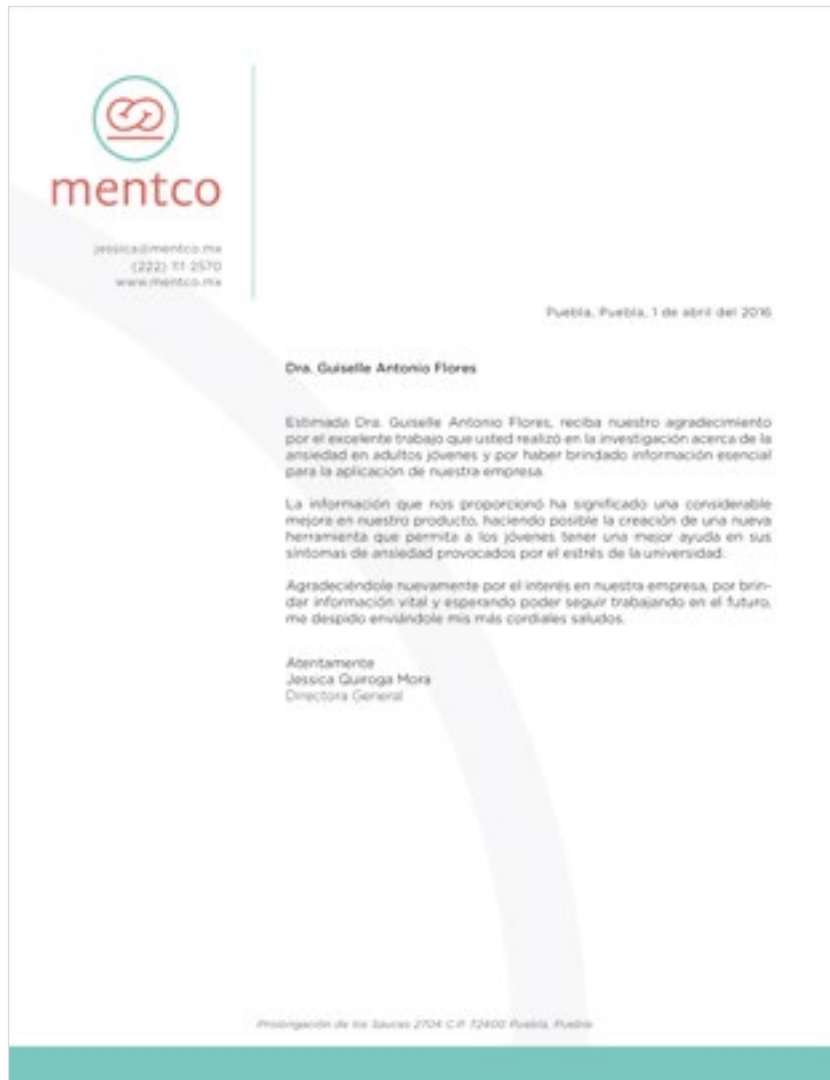 mentco
jessica@mentco.mx
(222) 111 2570
www.mentco.mx
Puebla, Puebla, 1 de abril del 2016
Dra. Guiselle Antonio Flores
Estimada Dra. Guiselle Antonio Flores, reciba nuestro agradecimiento
por el excelente trabajo que usted realizó en la investigación acerca de la
ansiedad en adultos jóvenes y por haber brindado información esencial
para la aplicación de nuestra empresa.
La información que nos proporcionó ha significado una considerable
mejora en nuestro producto, haciendo posible la creación de una nueva
herramienta que permita a los jóvenes tener una mejor ayuda en sus
síntomas de ansiedad provocados por el estrés de la universidad.
Agradeciéndole nuevamente por el interés en nuestra empresa, por brin-
dar información vital y esperando poder seguir trabajando en el futuro,
me despido enviándole mis más cordiales saludos.
Atentamente
Jessica Quiroga Mora
Directora General
Prolongación de los Sauces 2704 C.P. 72400 Puebla, Puebla